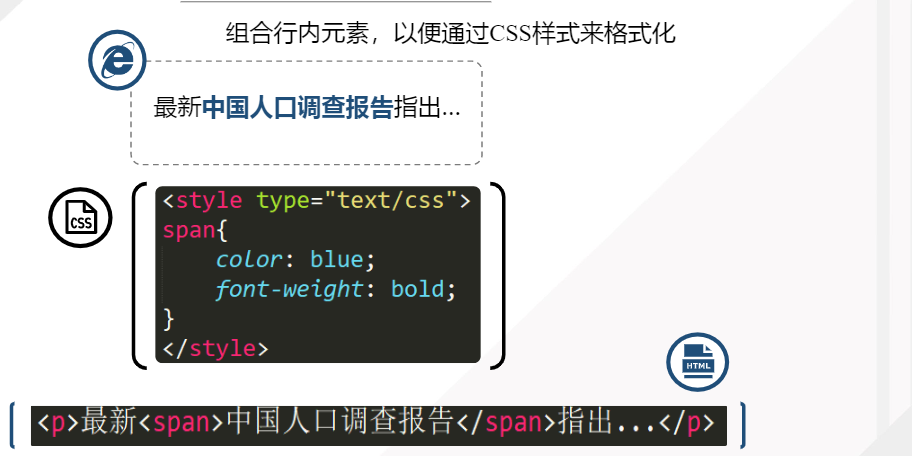 组合行内元素，以便通过CSS样式来格式化
最新中国人口调查报告指出...
CSS
<style type="text/css">
span{
    color: blue;
    font-weight: bold;
}
</style>
HTML
<p>最新<span>中国人口调查报告</span>指出...</p>